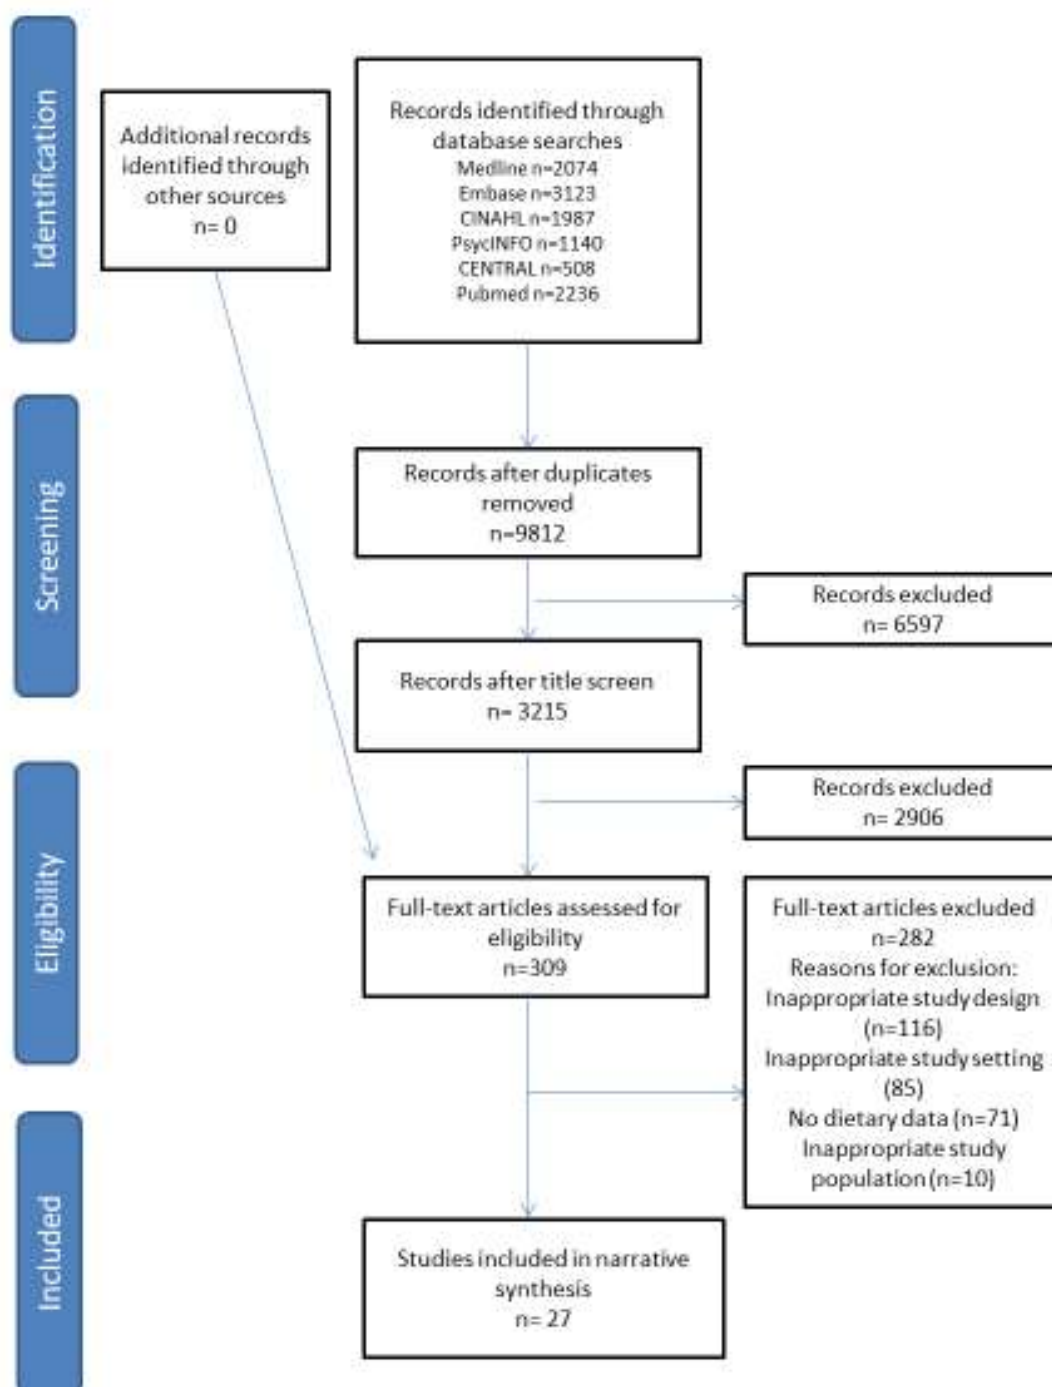 Identification
Additional records
identified through
other sources
n= 0
Records identified through
database searches
Medline n=2074
Embase n=3123
CINAHL n=1987
PsycINFO n=1140
CENTRAL n=508
Pubmed n=2236
Screening
Records after duplicates
removed
n=9812
Records excluded
n= 6597
Records after title screen
n= 3215
Records excluded
n= 2906
Eligibility
Full-text articles assessed for
eligibility
n=309
Full-text articles excluded
n=282
Reasons for exclusion:
Inappropriate study design
(n=116)
Inappropriate study setting
(85)
No dietary data (n=71)
Inappropriate study
population (n=10)
Included
Studies included in narrative
synthesis
n= 27